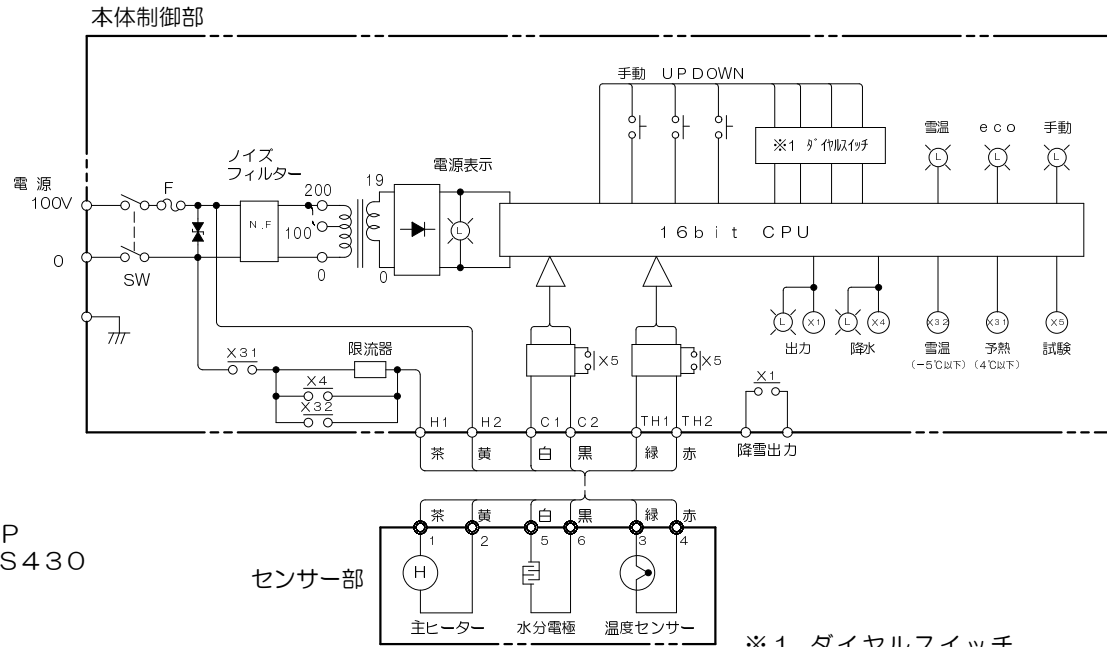 本体制御部
手動 UP DOWN
※1 ダイヤルスイッチ
雪温 eco 手動
L L L
電源
100V
0
F
SW
ノイズ
フィルター
N.F
200
100
0
19
0
電源表示
L
16bit CPU
L X1 L X4 X32 X31 X5
出力 降水 雪温 予熱 試験
(-5℃以下) (4℃以下)
X31
限流器
X4
X32
X5
X5
X1
H1 H2 C1 C2 TH1 TH2
降雪出力
茶 黄 白 黒 緑 赤
茶 黄 白 黒 緑 赤
1 2 5 6 3 4
P
S430
センサー部
H
主ヒーター 水分電極 温度センサー
※1 ダイヤルスイッチ